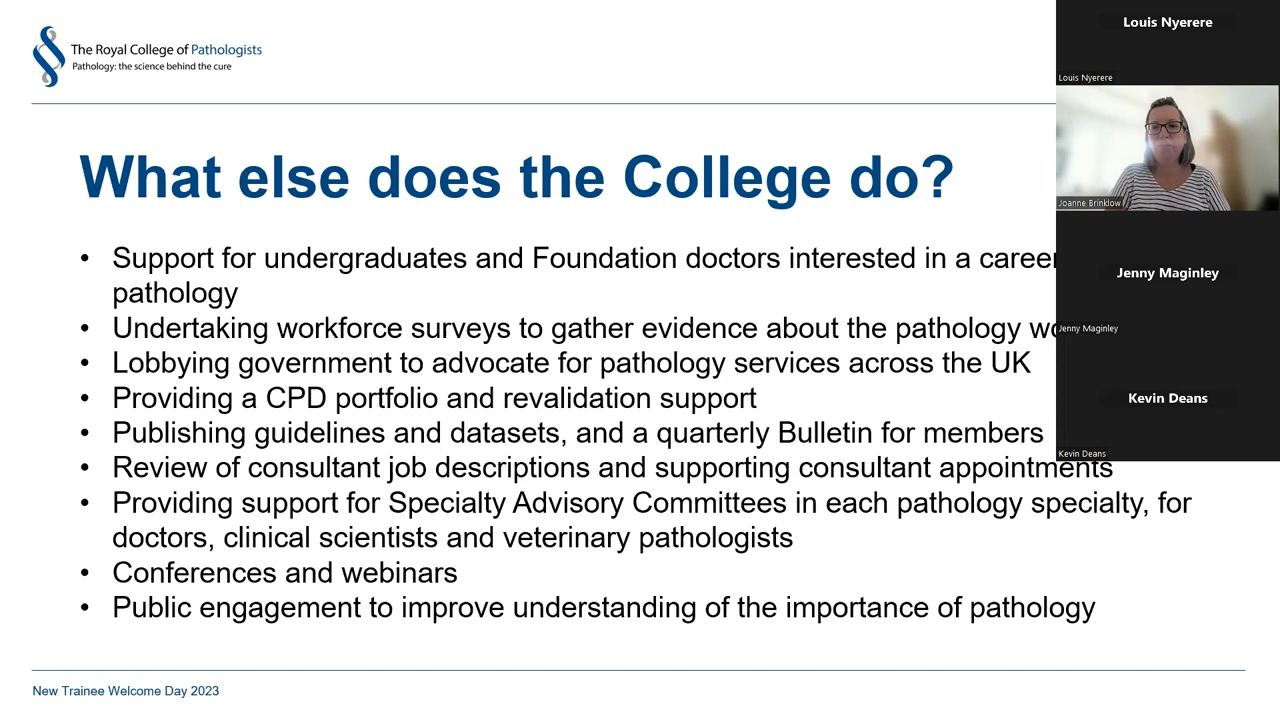 The Royal College of Pathologists
Pathology: the science behind the cure
What else does the College do?
• Support for undergraduates and Foundation doctors interested in a career
pathology
• Undertaking workforce surveys to gather evidence about the pathology
• Lobbying government to advocate for pathology services across the UK
• Providing a CPD portfolio and revalidation support
• Publishing guidelines and datasets, and a quarterly Bulletin for members
• Review of consultant job descriptions and supporting consultant appointments
• Providing support for Specialty Advisory Committees in each pathology specialty, for
doctors, clinical scientists and veterinary pathologists
• Conferences and webinars
• Public engagement to improve understanding of the importance of pathology
New Trainee Welcome Day 2023
Louis Nyerere
Louis Nyerere
Joanne Brinklow
Jenny Maginley
Jenny Maginley
Kevin Deans
Kevin Deans